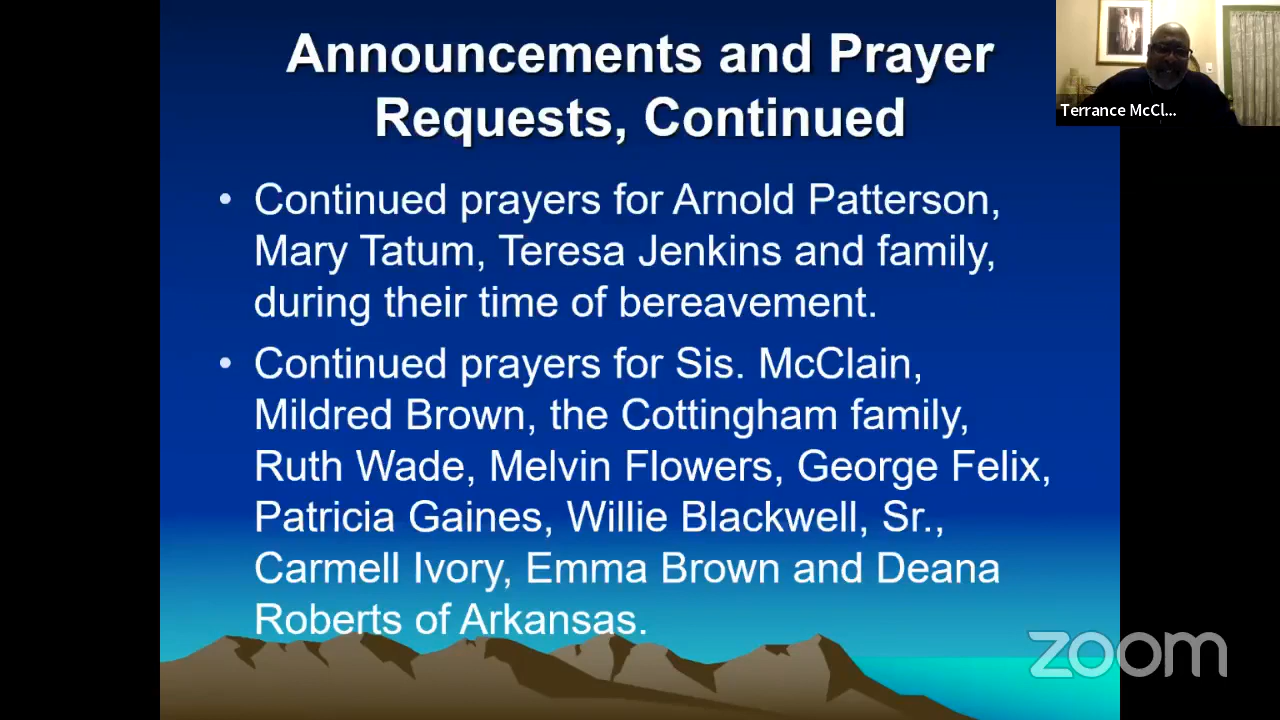 Announcements and Prayer
Requests, Continued
• Continued prayers for Arnold Patterson,
Mary Tatum, Teresa Jenkins and family,
during their time of bereavement.
• Continued prayers for Sis. McClain,
Mildred Brown, the Cottingham family,
Ruth Wade, Melvin Flowers, George Felix,
Patricia Gaines, Willie Blackwell, Sr.,
Carmell Ivory, Emma Brown and Deana
Roberts of Arkansas.
Terrance McCl...
zoom